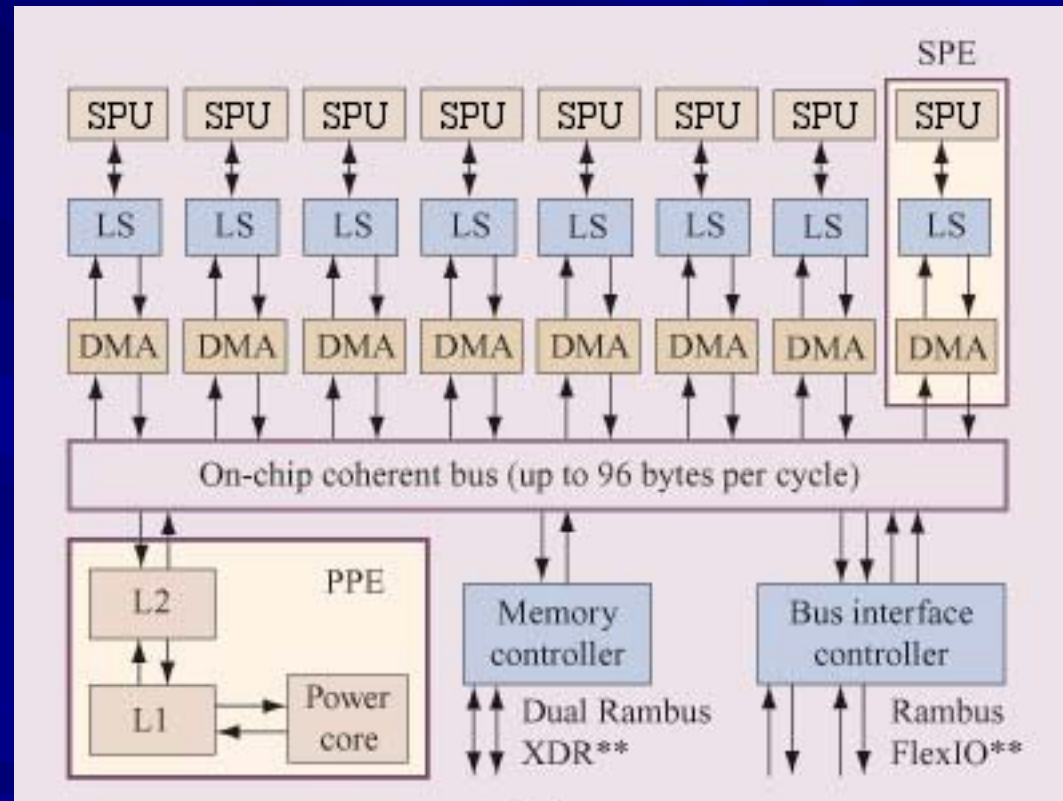 SPE
SPU SPU SPU SPU SPU SPU SPU SPU
LS LS LS LS LS LS LS LS
DMA DMA DMA DMA DMA DMA DMA DMA
On-chip coherent bus (up to 96 bytes per cycle)
PPE
L2
L1
Power
core
Memory
controller
Dual Rambus
XDR**
Bus interface
controller
Rambus
FlexIO**